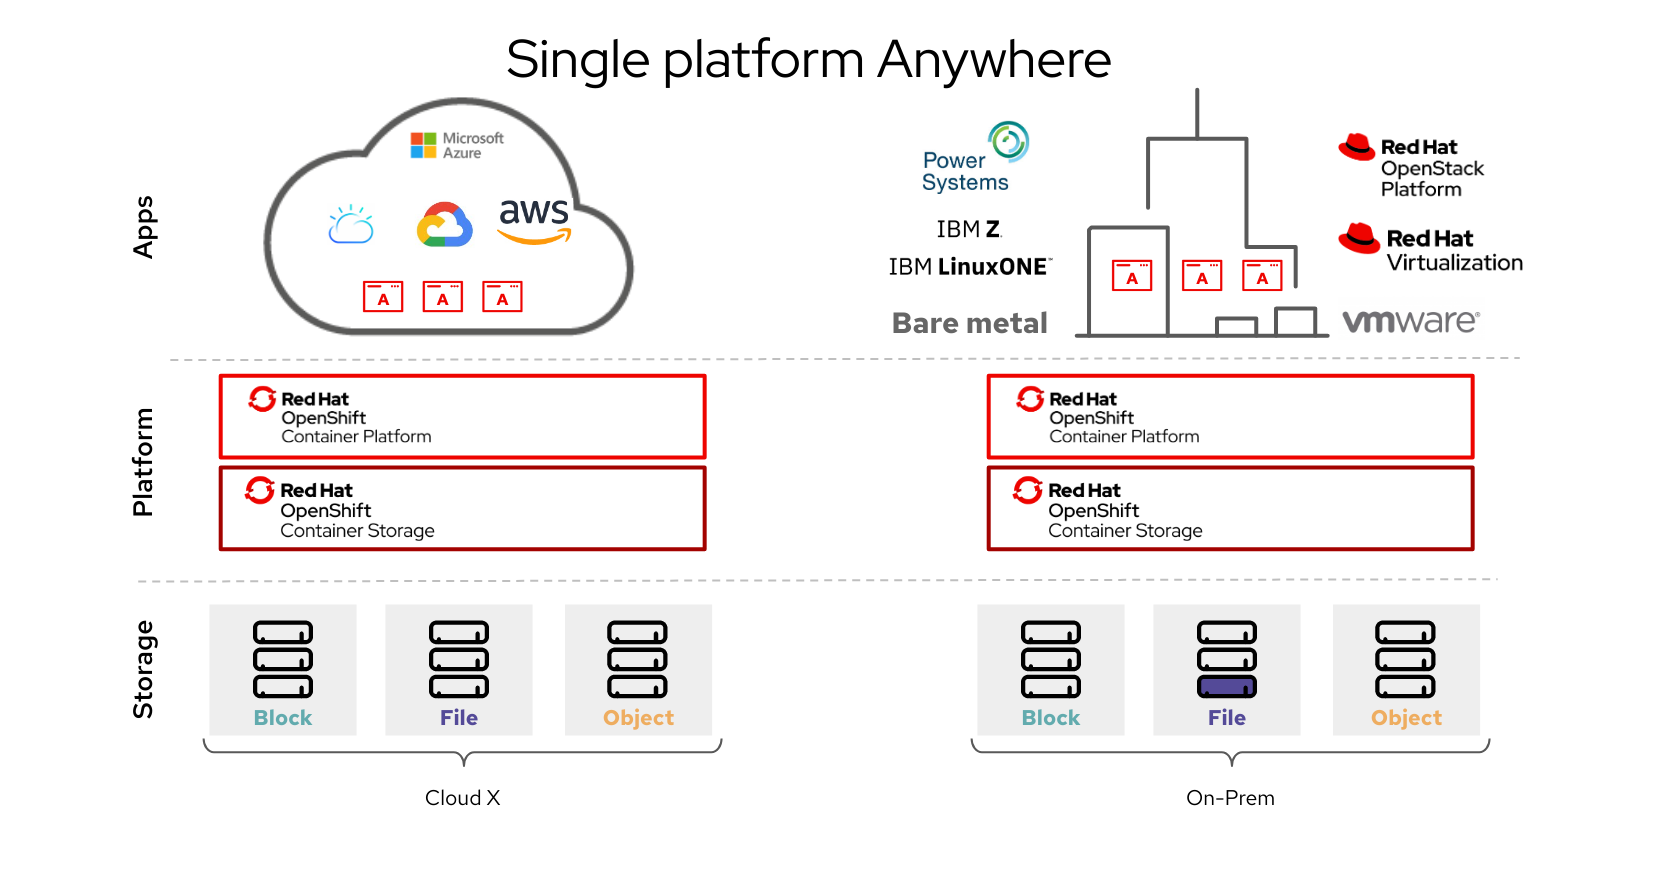 Single platform Anywhere
Apps
Microsoft
Azure
aws
A
A
A
Power
Systems
IBM Z.
IBM LinuxONE™
Bare metal
A
A
A
Red Hat
OpenStack
Platform
Red Hat
Virtualization
vmware®
Platform
Red Hat
OpenShift
Container Platform
Red Hat
OpenShift
Container Storage
Red Hat
OpenShift
Container Platform
Red Hat
OpenShift
Container Storage
Storage
Block
File
Object
Cloud X
Block
File
Object
On-Prem